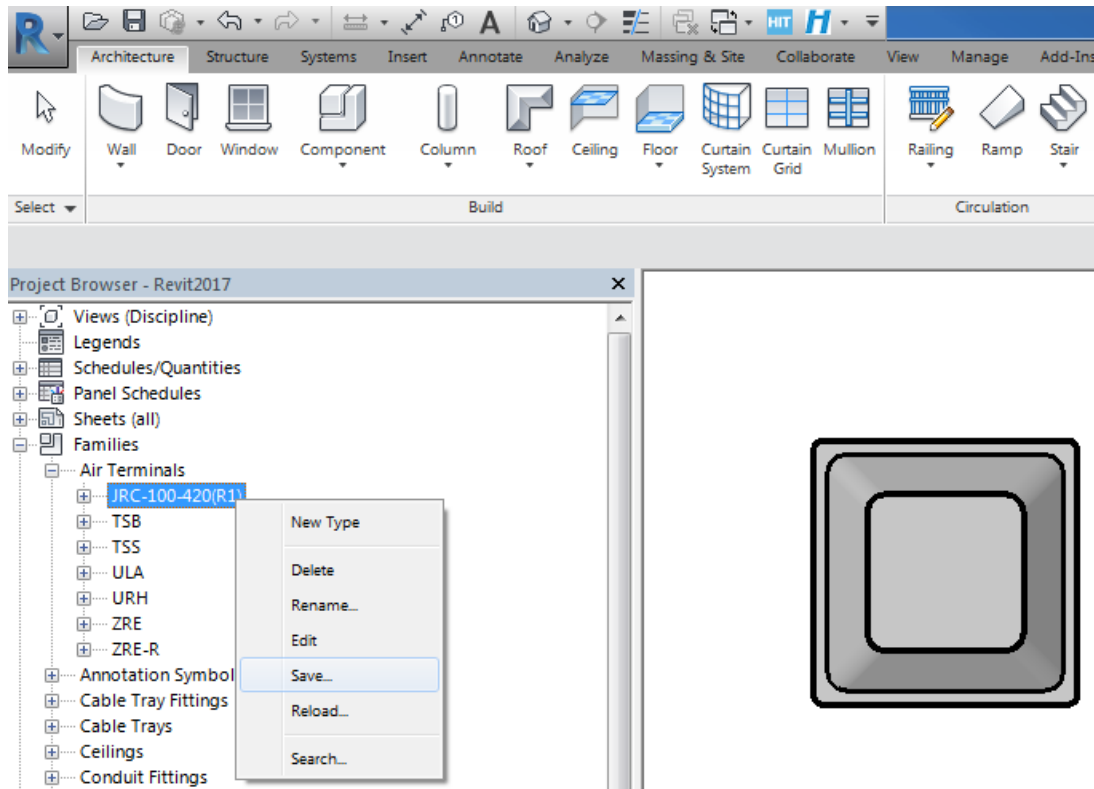 R A HIT H
Architecture Structure Systems Insert Annotate Analyze Massing & Site Collaborate View Manage Add-Ins
Modify Wall Door Window Component Column Roof Ceiling Floor Curtain System Curtain Grid Mullion Railing Ramp Stair
Select Build Circulation
Project Browser - Revit2017
Views (Discipline)
Legends
Schedules/Quantities
Panel Schedules
Sheets (all)
Families
Air Terminals
JRC-100-420(R1)
TSB
TSS
ULA
URH
ZRE
ZRE-R
Annotation Symbol
Cable Tray Fittings
Cable Trays
Ceilings
Conduit Fittings
New Type
Delete
Rename...
Edit
Save...
Reload...
Search...